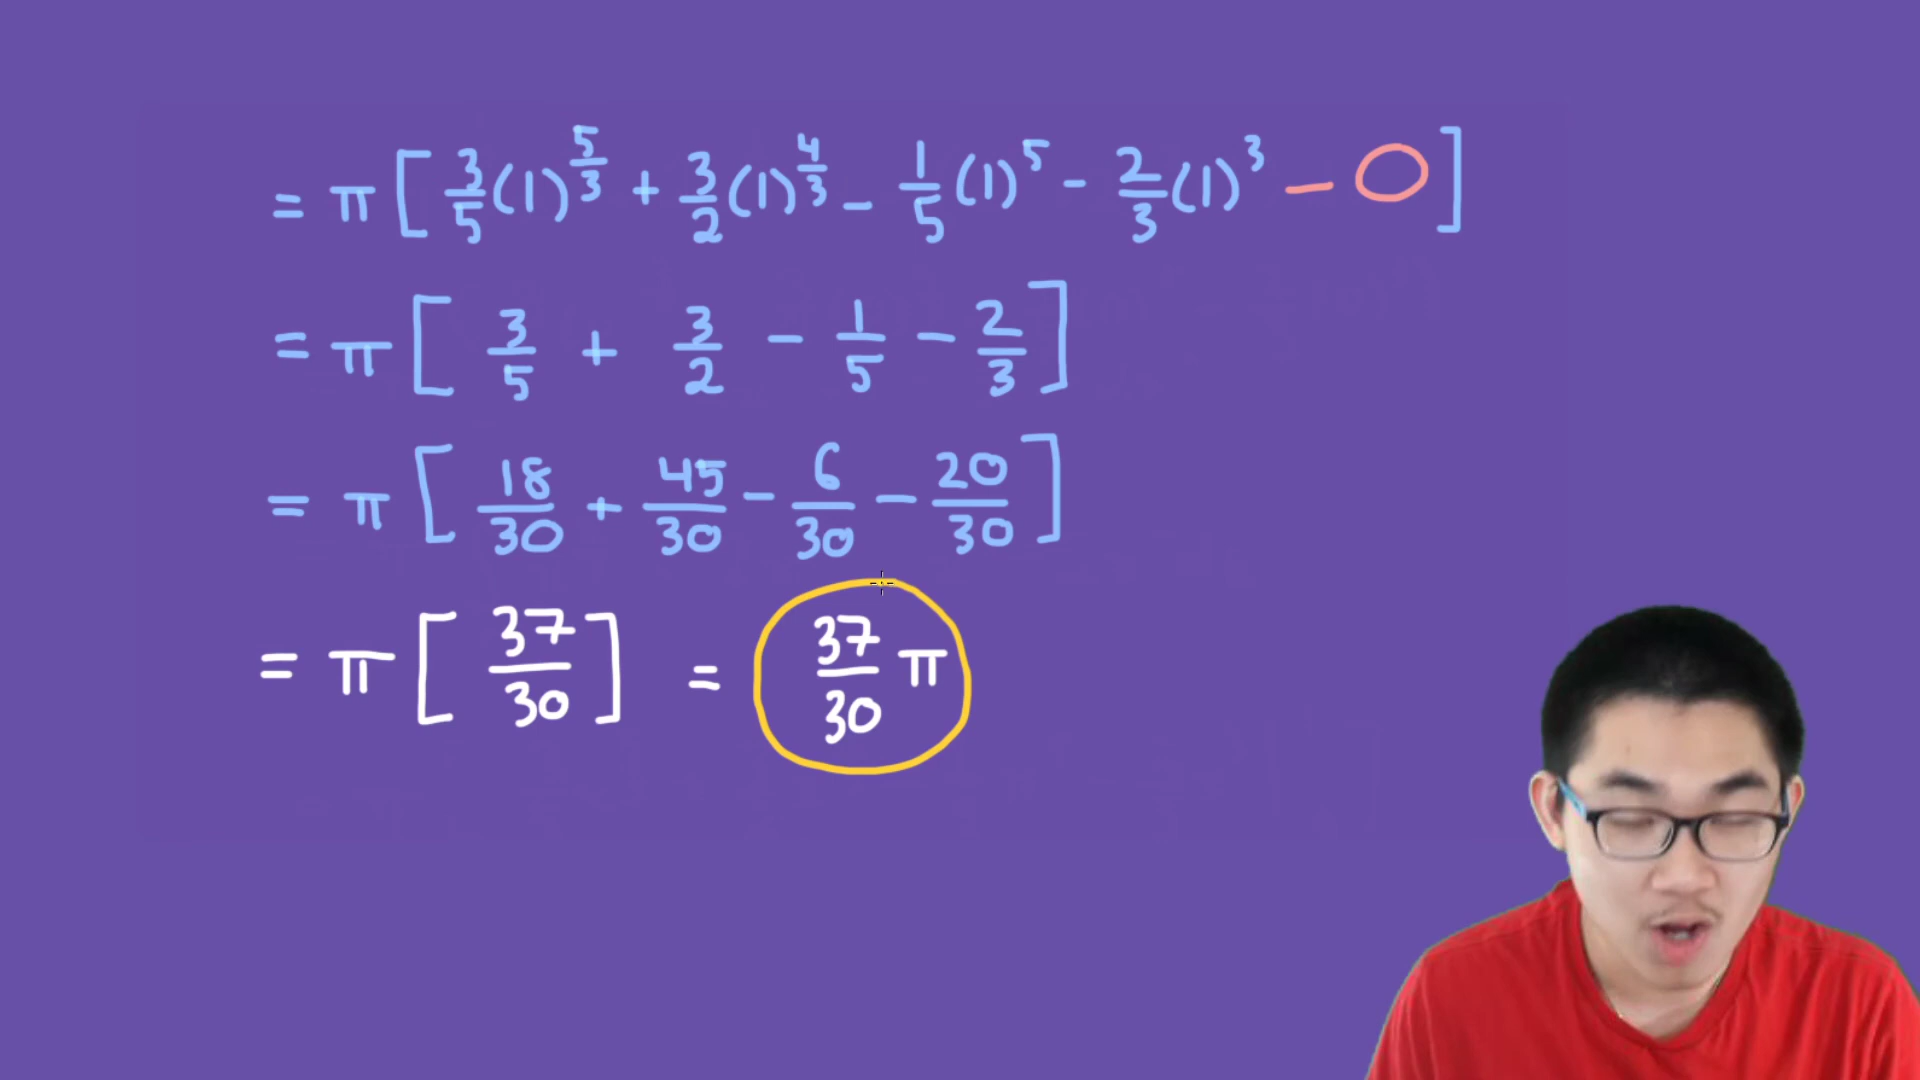 = π [ 3/5 (1)^(5/3) + 3/2 (1)^(4/3) - 1/5 (1)^5 - 2/3 (1)^3 - 0 ]
= π [ 3/5 + 3/2 - 1/5 - 2/3 ]
= π [ 18/30 + 45/30 - 6/30 - 20/30 ]
= π [ 37/30 ] = 37/30 π